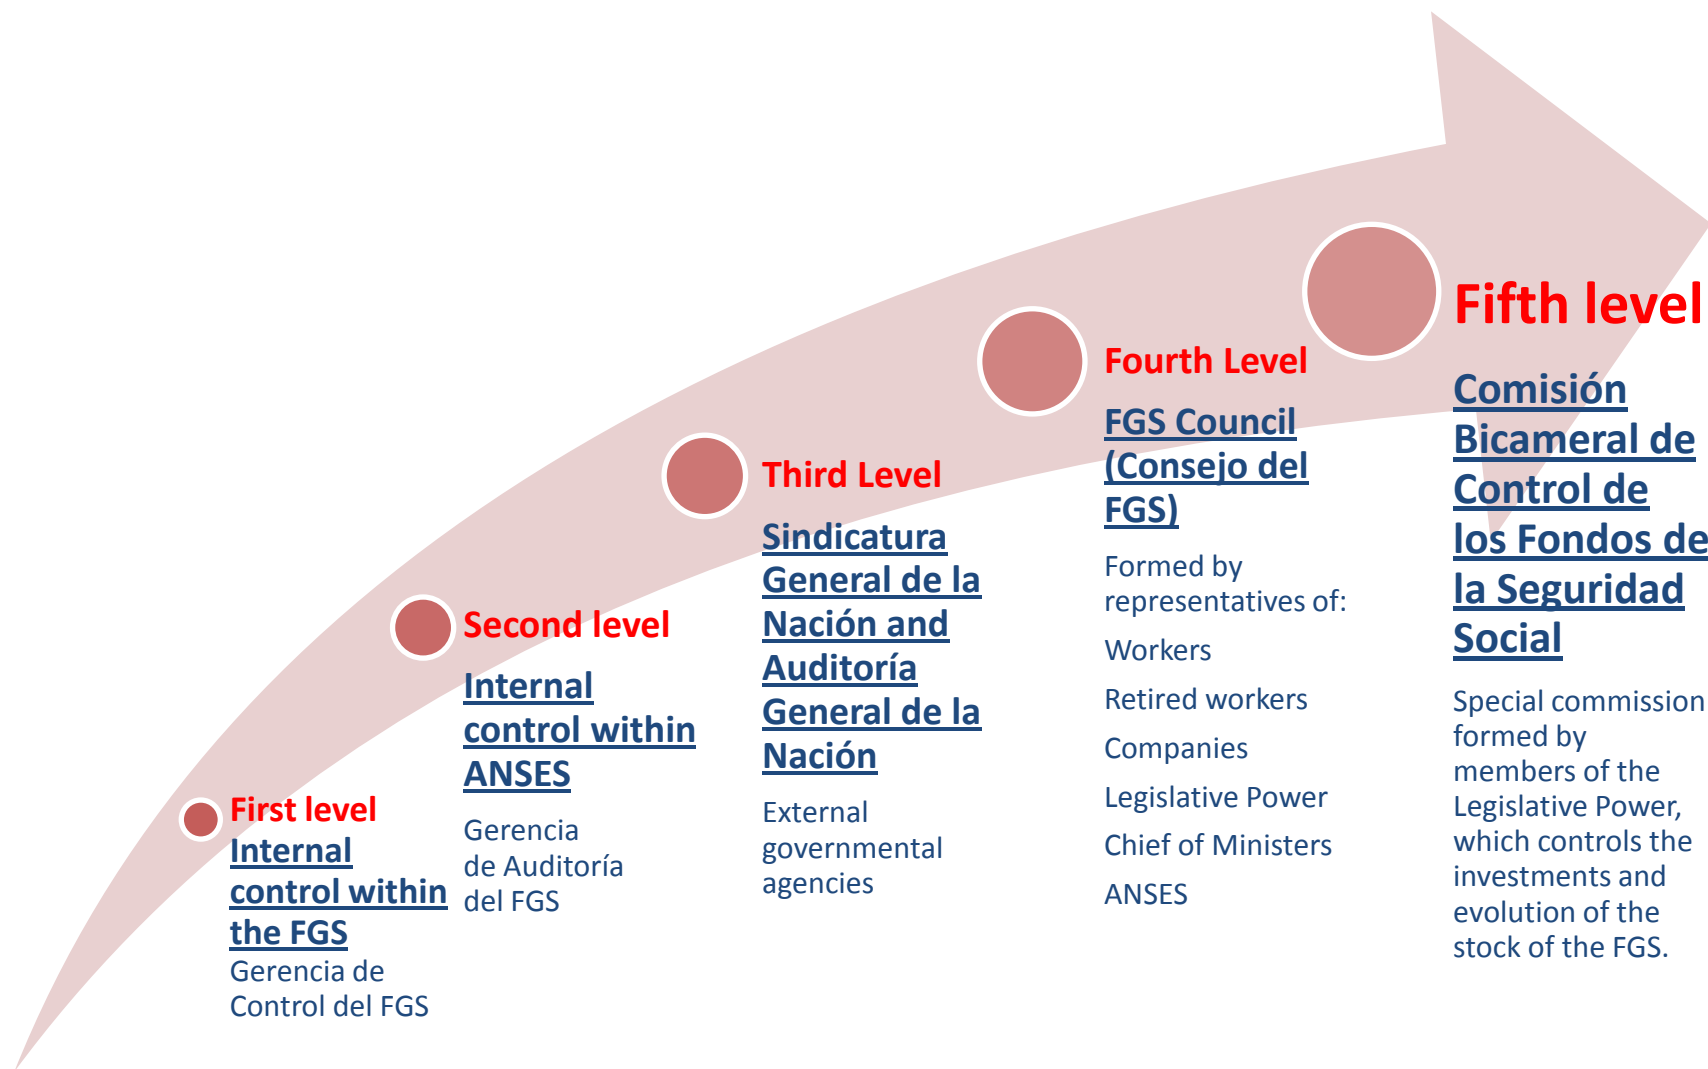 First level
Internal
control within
the FGS
Gerencia de
Control del FGS
Second level
Internal
control within
ANSES
Gerencia
de Auditoría
del FGS
Third Level
Sindicatura
General de la
Nación and
Auditoría
General de la
Nación
External
governmental
agencies
Fourth Level
FGS Council
(Consejo del
FGS)
Formed by
representatives of:
Workers
Retired workers
Companies
Legislative Power
Chief of Ministers
ANSES
Fifth level
Comisión
Bicameral de
Control de
los Fondos de
la Seguridad
Social
Special commission
formed by
members of the
Legislative Power,
which controls the
investments and
evolution of the
stock of the FGS.